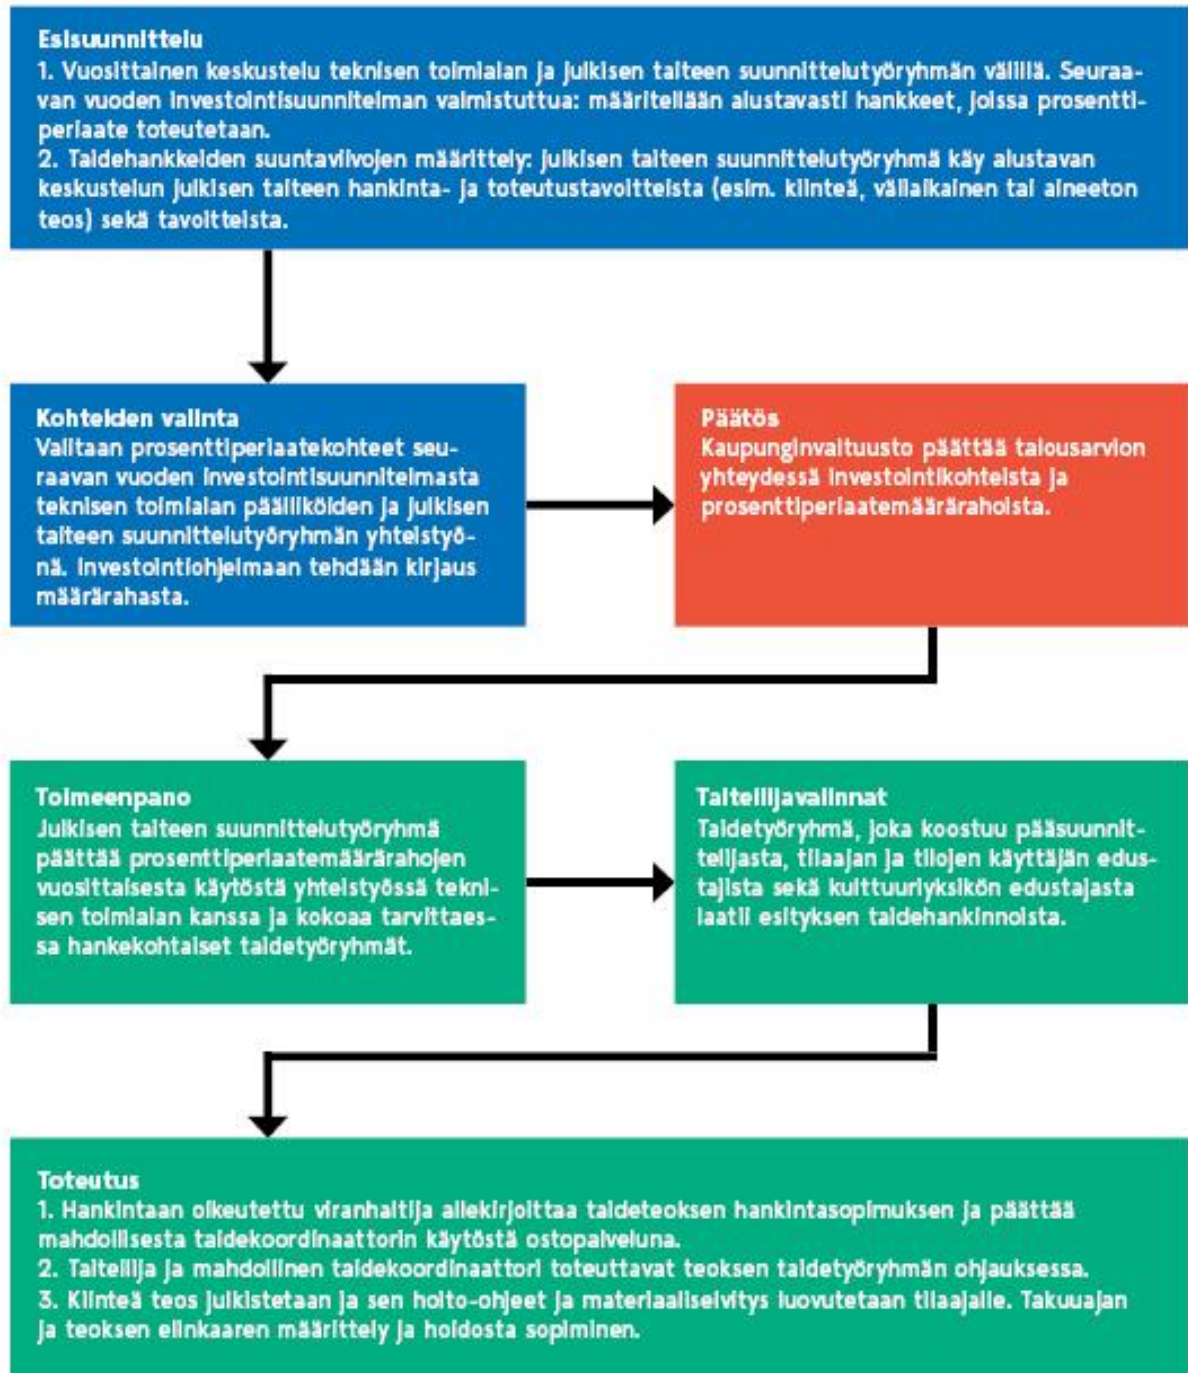 Esisuunnittelu
1. Vuosittainen keskustelu teknisen toimialan ja julkisen taiteen suunnittelutyöryhmän välillä. Seuraa-
van vuoden investointisuunnitelman valmistuttua: määritellään alustavasti hankkeet, joissa prosentti-
periaate toteutetaan.
2. Taidehankkeiden suuntaviivojen määrittely: julkisen taiteen suunnittelutyöryhmä käy alustavan
keskustelun julkisen taiteen hankinta- ja toteutustavoitteista (esim. kiinteä, väliaikainen tai aineeton
teos) sekä tavoitteista.
Kohteiden valinta
Valitaan prosenttiperiaatekohteet seu-
raavan vuoden investointisuunnitelmasta
teknisen toimialan päälliköiden ja julkisen
taiteen suunnittelutyöryhmän yhteistyö-
nä. Investointiohjelmaan tehdään kirjaus
määrärahasta.
Päätös
Kaupunginvaltuusto päättää talousarvion
yhteydessä investointikohteista ja
prosenttiperiaatemäärärahoista.
Toimeenpano
Julkisen taiteen suunnittelutyöryhmä
päättää prosenttiperiaatemäärärahojen
vuosittaisesta käytöstä yhteistyössä tekni-
sen toimialan kanssa ja kokoaa tarvittaes-
sa hankekohtaiset taidetyöryhmät.
Taiteilijavalinnat
Taidetyöryhmä, joka koostuu pääsuunnit-
telijasta, tilaajan ja tilojen käyttäjän edus-
tajista sekä kulttuuriyksikön edustajasta
laatii esityksen taidehankinnoista.
Toteutus
1. Hankintaan oikeutettu viranhaltija allekirjoittaa taideteoksen hankintasopimuksen ja päättää
mahdollisesta taidekoordinaattorin käytöstä ostopalveluna.
2. Taiteilija ja mahdollinen taidekoordinaattori toteuttavat teoksen taidetyöryhmän ohjauksessa.
3. Kiinteä teos julkistetaan ja sen hoito-ohjeet ja materiaaliselvitys luovutetaan tilaajalle. Takuuajan
ja teoksen elinkaaren määrittely ja hoidosta sopiminen.